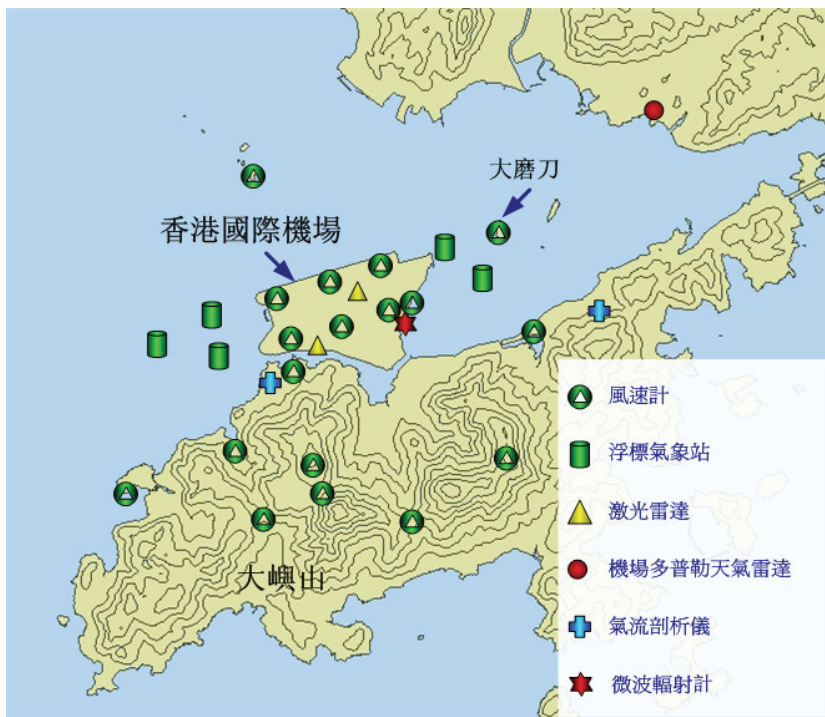 大磨刀
香港國際機場
大嶼山
風速計
浮標氣象站
激光雷達
機場多普勒天氣雷達
氣流剖析儀
微波輻射計